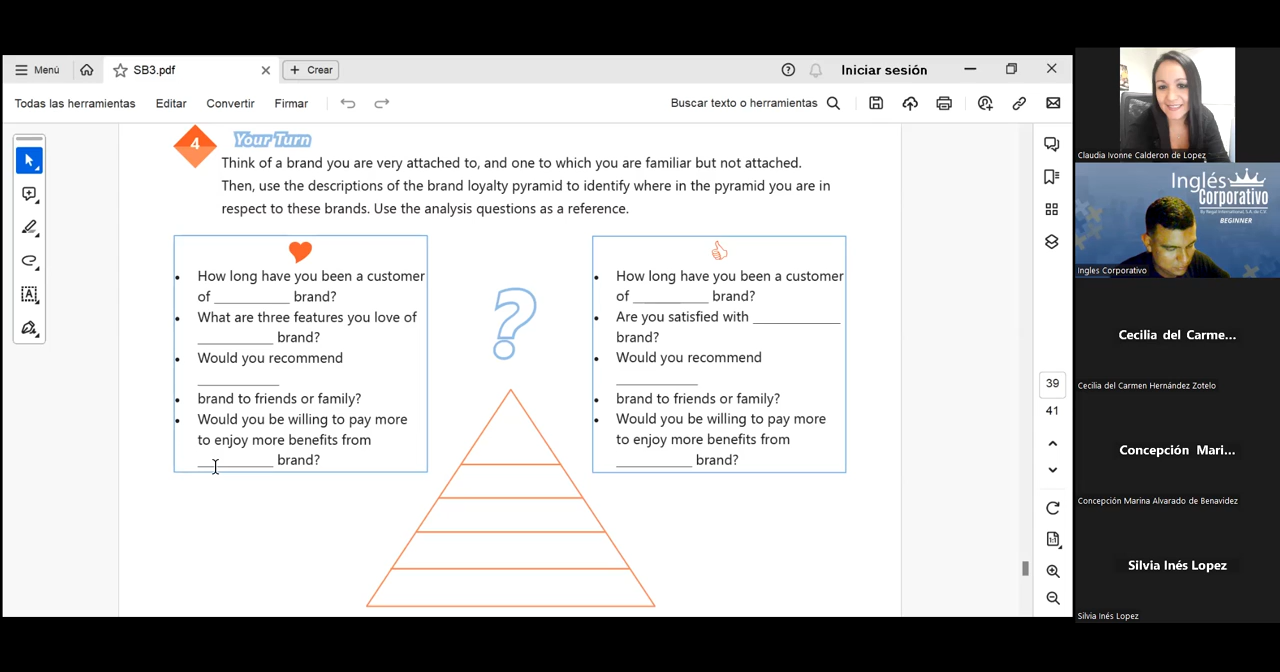 Menú
SB3.pdf
Crear
Iniciar sesión
Todas las herramientas
Editar
Convertir
Firmar
Buscar texto o herramientas
4
Your Turn
Think of a brand you are very attached to, and one to which you are familiar but not attached.
Then, use the descriptions of the brand loyalty pyramid to identify where in the pyramid you are in
respect to these brands. Use the analysis questions as a reference.
• How long have you been a customer
of __________ brand?
• What are three features you love of
__________ brand?
• Would you recommend
___________
• brand to friends or family?
• Would you be willing to pay more
to enjoy more benefits from
__________ brand?
?
• How long have you been a customer
of __________ brand?
• Are you satisfied with ____________
brand?
• Would you recommend
___________
• brand to friends or family?
• Would you be willing to pay more
to enjoy more benefits from
__________ brand?
39
41
Claudia Ivonne Calderon de Lopez
Inglés
Corporativo
By Regal International S.A. de C.V.
BEGINNER
Ingles Corporativo
Cecilia del Carme...
Cecilia del Carmen Hernández Zotelo
Concepción Mari...
Concepción Marina Alvarado de Benavidez
Silvia Inés Lopez
Silvia Inés Lopez